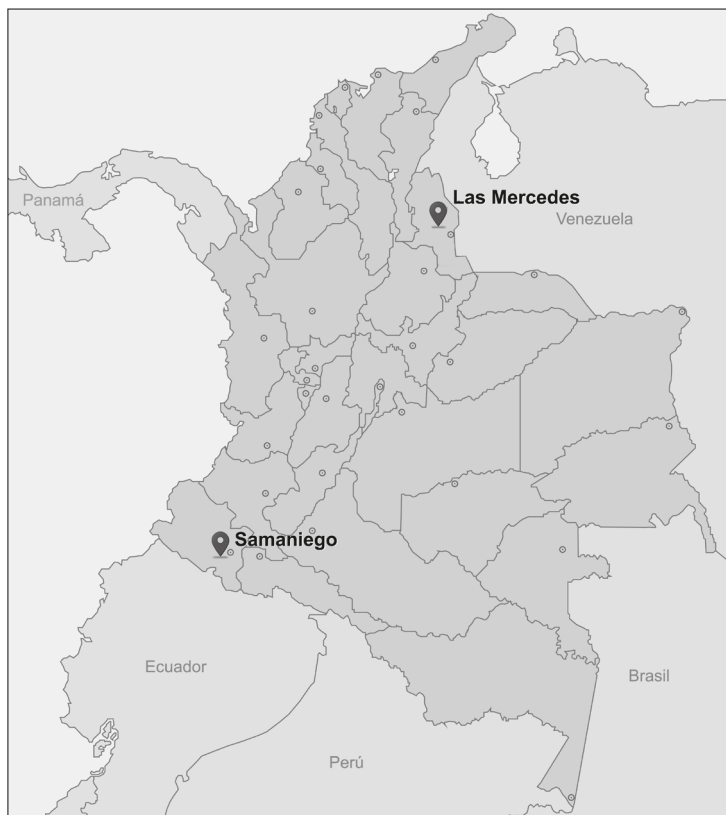 Las Mercedes
Panamá
Venezuela
Samaniego
Ecuador
Brasil
Perú